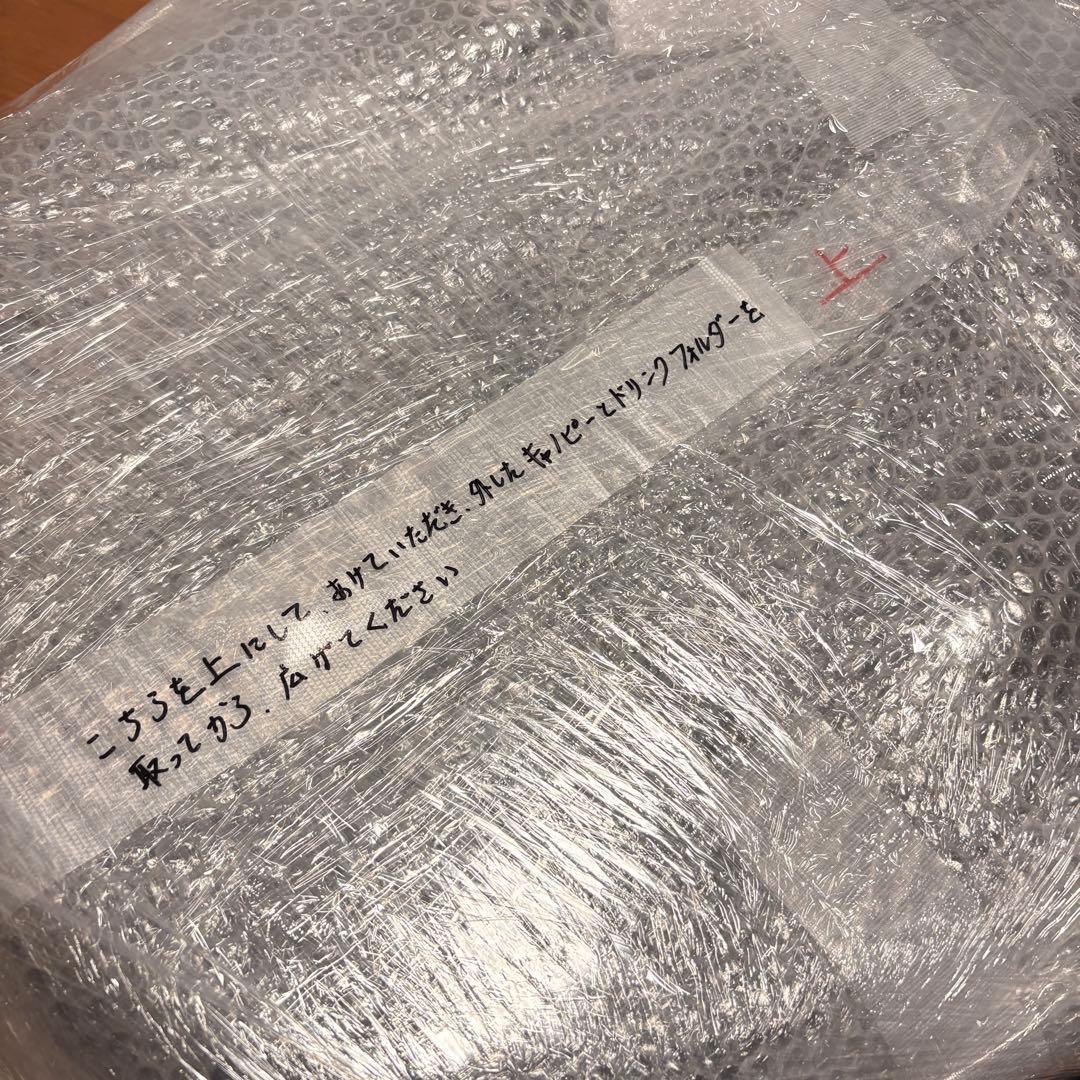 上
こちらを上にして、あけていただき、外したキャノピーとドリンクフォルダーを
取ってから、広げてください